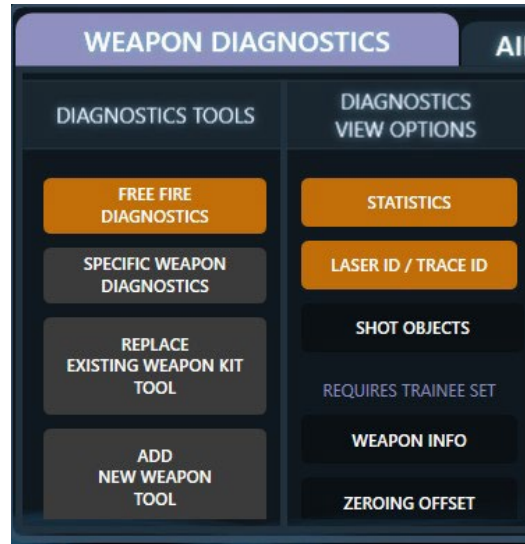 WEAPON DIAGNOSTICS
DIAGNOSTICS TOOLS
FREE FIRE
DIAGNOSTICS
SPECIFIC WEAPON
DIAGNOSTICS
REPLACE
EXISTING WEAPON KIT
TOOL
ADD
NEW WEAPON
TOOL
DIAGNOSTICS
VIEW OPTIONS
STATISTICS
LASER ID / TRACE ID
SHOT OBJECTS
REQUIRES TRAINEE SET
WEAPON INFO
ZEROING OFFSET